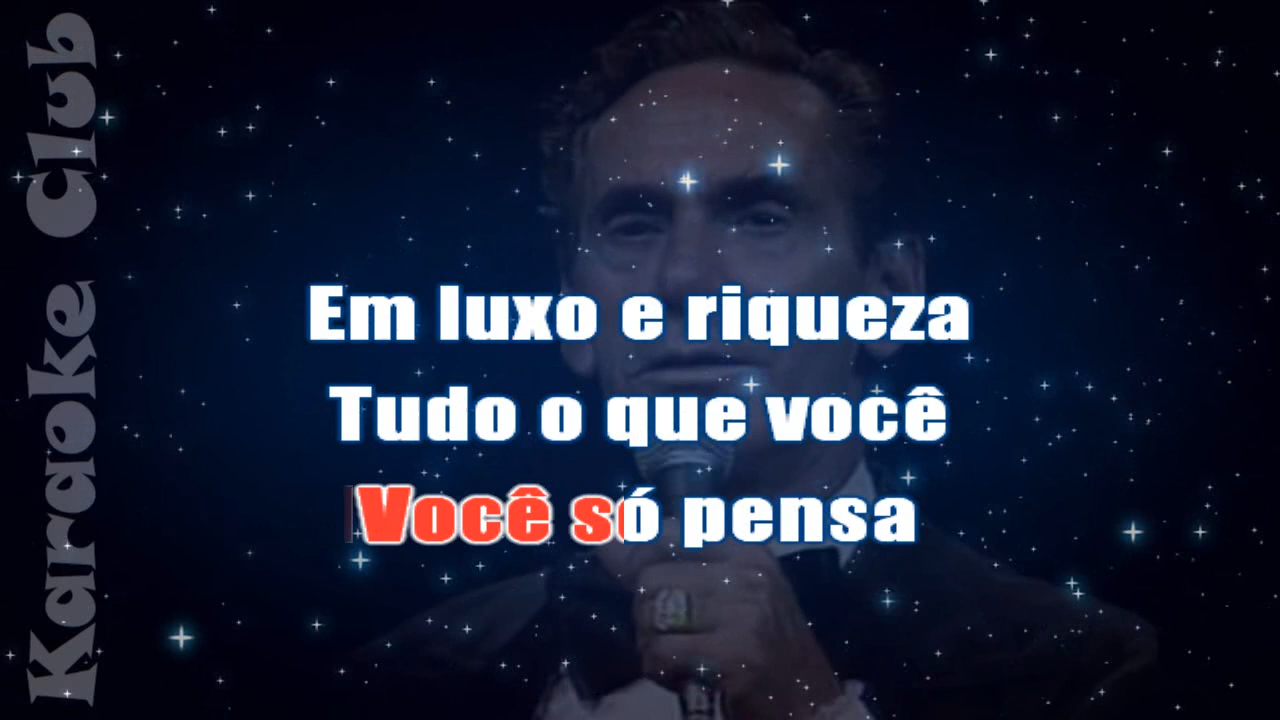 Karaoke Club
Em luxo e riqueza
Tudo o que você
Você só pensa